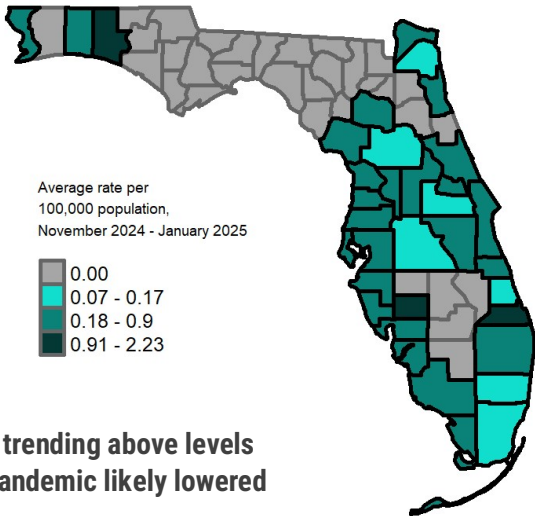 Average rate per
100,000 population,
November 2024 - January 2025
0.00
0.07 - 0.17
0.18 - 0.9
0.91 - 2.23
trending above levels
andemic likely lowered